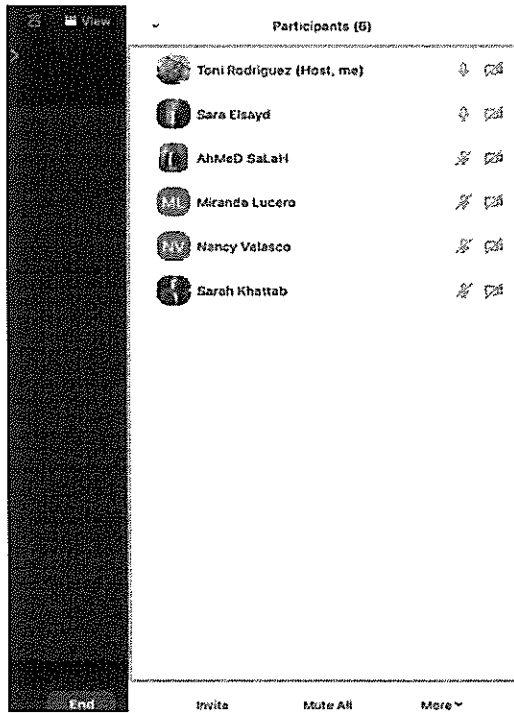 View
Participants (6)
Toni Rodriguez (Host, me)
Sara Elsayd
AhMeD SaLaH
ML Miranda Lucero
NV Nancy Velasco
Sarah Khattab
End
Invite Mute All More